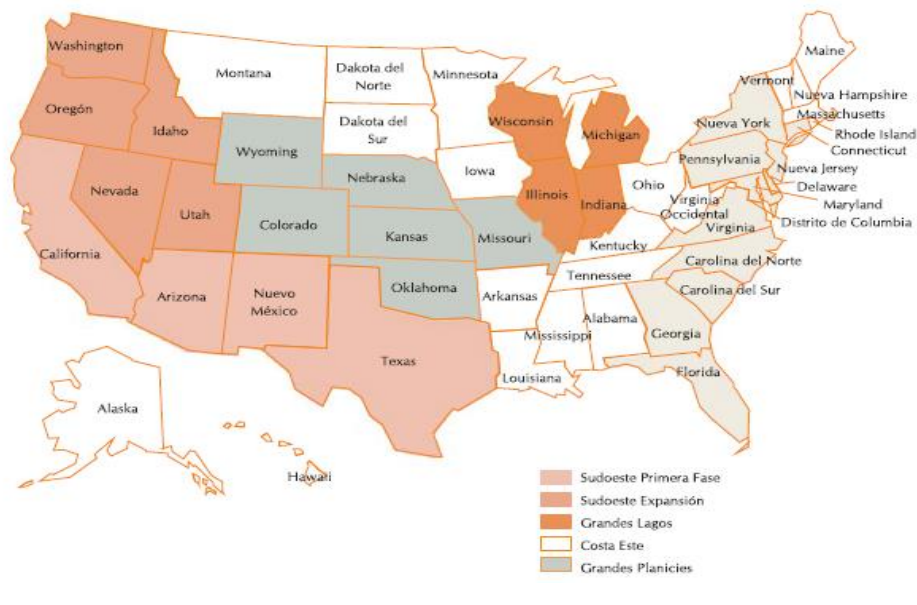 Washington
Oregón
Idaho
Montana
Dakota del
Norte
Dakota del
Sur
Minnesota
Wisconsin
Michigan
Maine
Vermont
Nueva Hampshire
Massachusetts
Rhode Island
Connecticut
Nueva York
Pennsylvania
Nueva Jersey
Delaware
Maryland
Distrito de Columbia
Wyoming
Nebraska
Iowa
Illinois
Indiana
Ohio
Virginia
Occidental
Virginia
Nevada
Utah
Colorado
Kansas
Missouri
Kentucky
California
Arizona
Nuevo
México
Oklahoma
Arkansas
Tennessee
Carolina del Norte
Carolina del Sur
Texas
Louisiana
Mississippi
Alabama
Georgia
Florida
Alaska
Hawaii
Sudoeste Primera Fase
Sudoeste Expansión
Grandes Lagos
Costa Este
Grandes Planicies